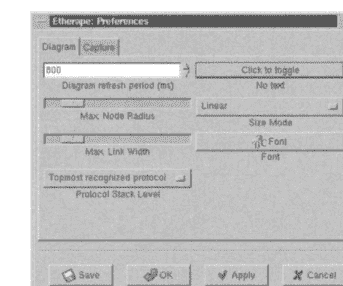 Etherape: Preferences
Diagram Capture
800 Click to toggle
Diagram refresh period (ms) No text
Linear
Max. Node Radius Size Mode
Font
Max. Link Width Font
Topmost recognized protocol
Protocol Stack Level
Save OK Apply Cancel